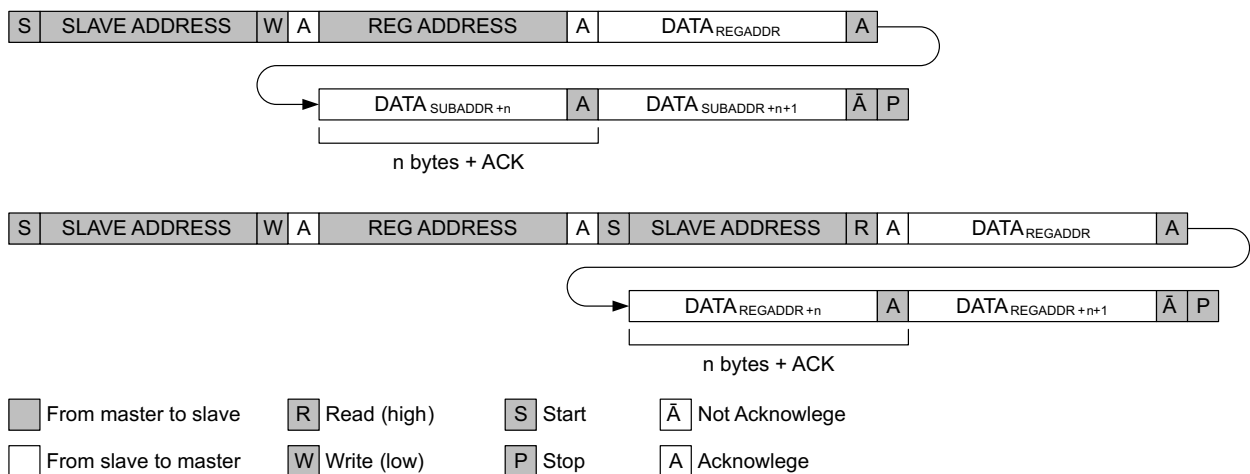 S SLAVE ADDRESS W A REG ADDRESS A DATA REGADDR A
DATA SUBADDR +n A DATA SUBADDR +n+1 Ā P
n bytes + ACK
S SLAVE ADDRESS W A REG ADDRESS A S SLAVE ADDRESS R A DATA REGADDR A
DATA REGADDR +n A DATA REGADDR +n+1 Ā P
n bytes + ACK
From master to slave R Read (high) S Start Ā Not Acknowlege
From slave to master W Write (low) P Stop A Acknowlege